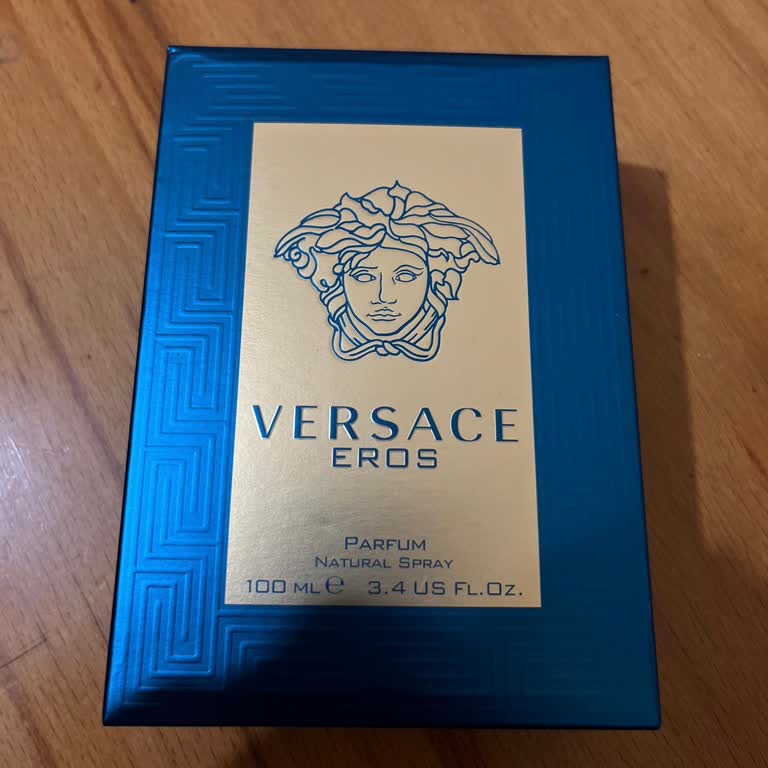 VERSACE
EROS
PARFUM
NATURAL SPRAY
100 ML ℮ 3.4 US FL.OZ.